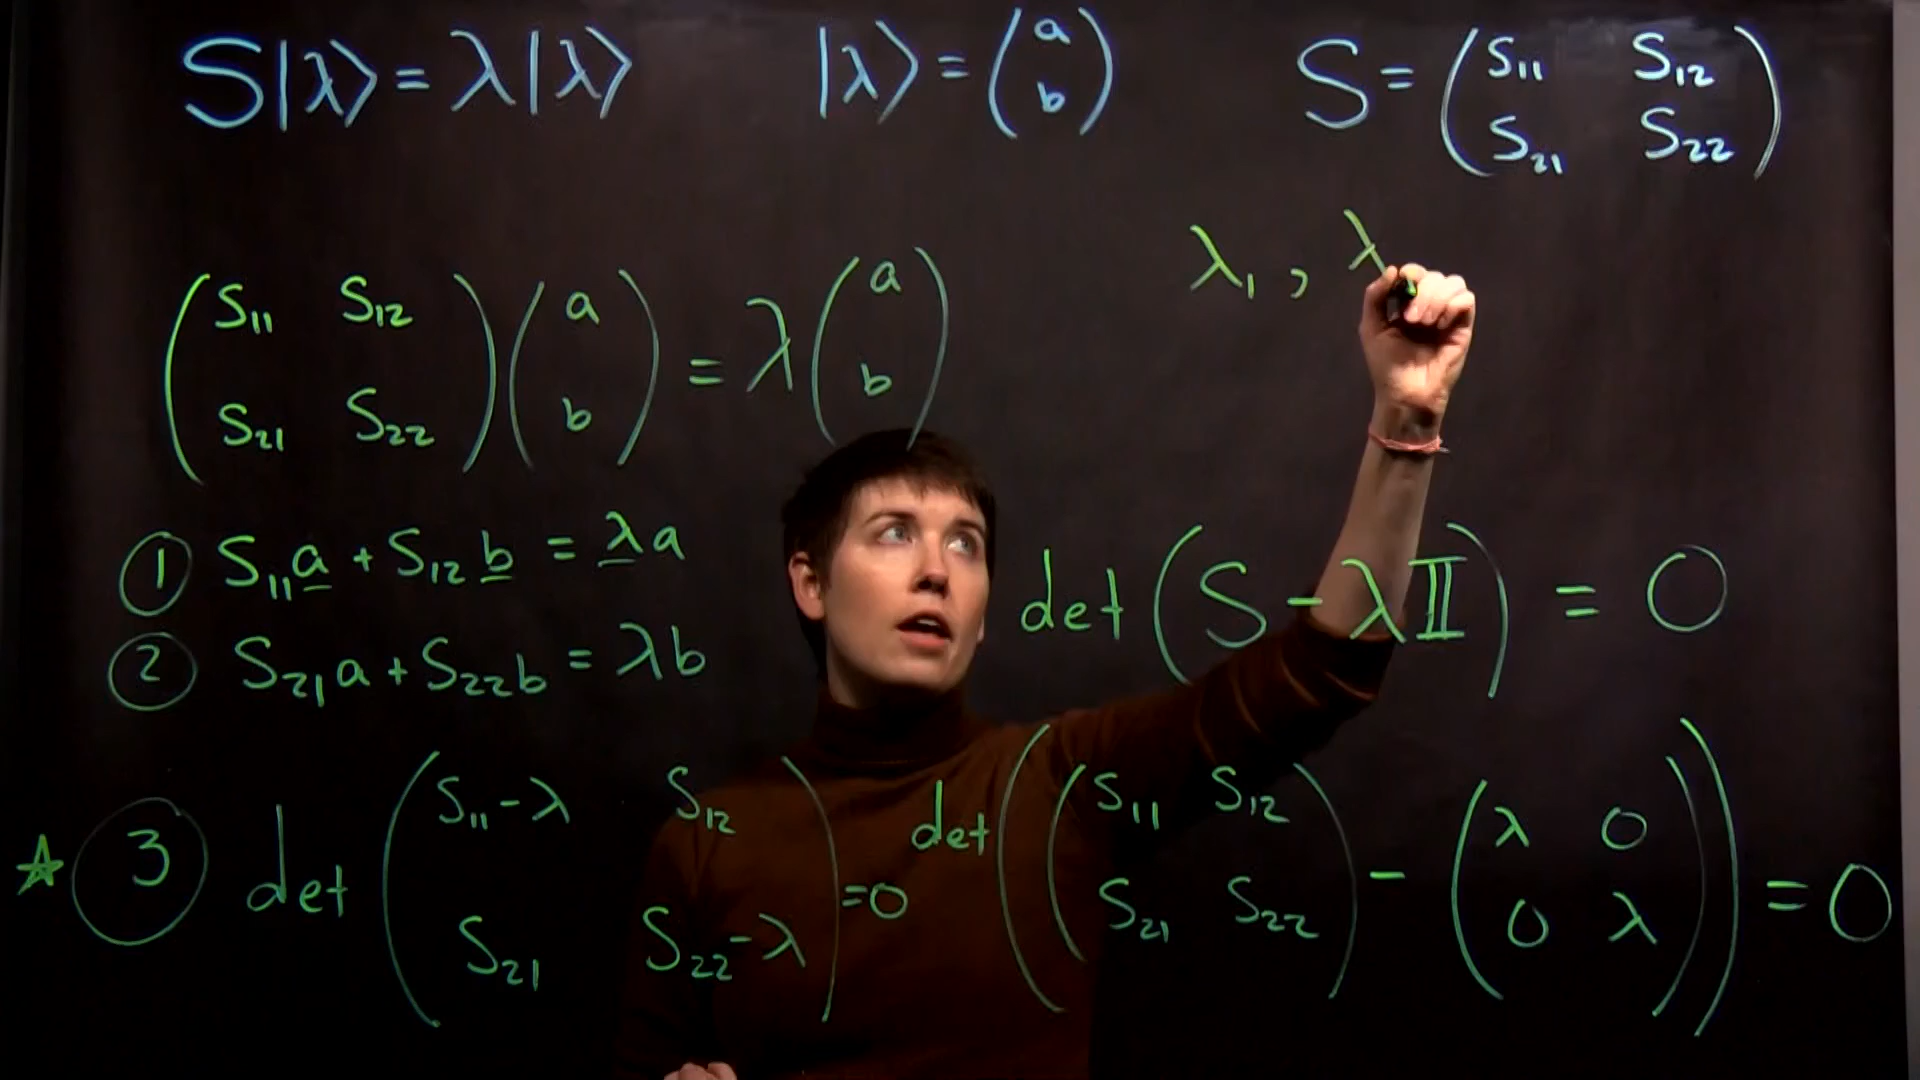 S|λ⟩ = λ|λ⟩   |λ⟩ = (a b)   S = (S₁₁ S₁₂ S₂₁ S₂₂)
λ₁ , λ
(S₁₁ S₁₂ S₂₁ S₂₂)(a b) = λ(a b)
① S₁₁a + S₁₂b = λa
② S₂₁a + S₂₂b = λb
det(S - λ𝕀) = 0
☆ ③ det(S₁₁-λ S₁₂ S₂₁ S₂₂-λ) = 0
det((S₁₁ S₁₂ S₂₁ S₂₂) - (λ 0 0 λ)) = 0